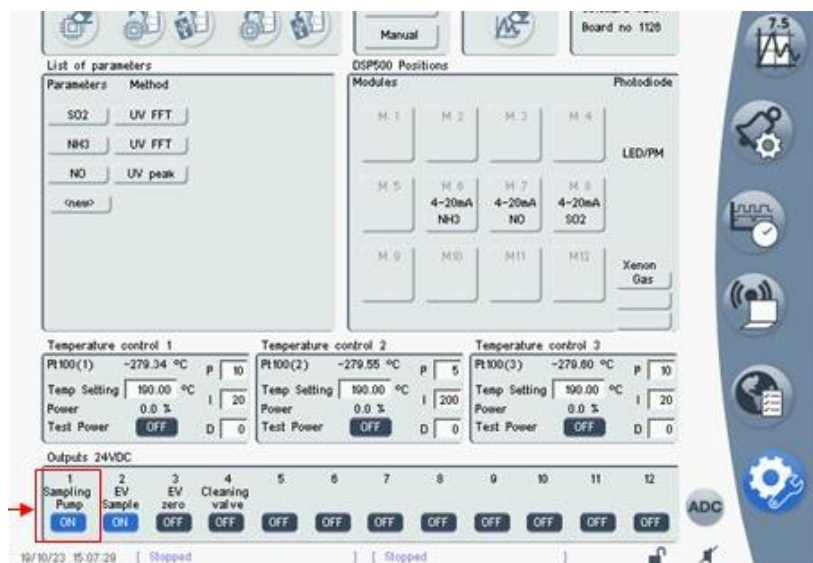 7.5
Manual
Board no 1126
List of parameters
DSP500 Positions
Parameters Method
Modules Photodiode
SO2 UV FFT
M 1 M 2 M 3 M 4
NH3 UV FFT
LED/PM
NO UV peak
M 5 M 6 M 7 M 8
<new>
4-20mA 4-20mA 4-20mA
NH3 NO SO2
M 9 M10 M11 M12
Xenon
Gas
Temperature control 1 Temperature control 2 Temperature control 3
Pt100(1) -279.34 °C P 10 Pt100(2) -279.55 °C P 5 Pt100(3) -279.60 °C P 10
Temp Setting 190.00 °C I 20 Temp Setting 190.00 °C I 200 Temp Setting 190.00 °C I 20
Power 0.0 % Power 0.0 % Power 0.0 %
Test Power OFF D 0 Test Power OFF D 0 Test Power OFF D 0
Outputs 24VDC
1 2 3 4 5 6 7 8 9 10 11 12
Sampling EV EV Cleaning
Pump Sample zero valve
ON ON OFF OFF OFF OFF OFF OFF OFF OFF OFF OFF
ADC
19/10/23 15:07:29 [ Stopped ] [ Stopped ]